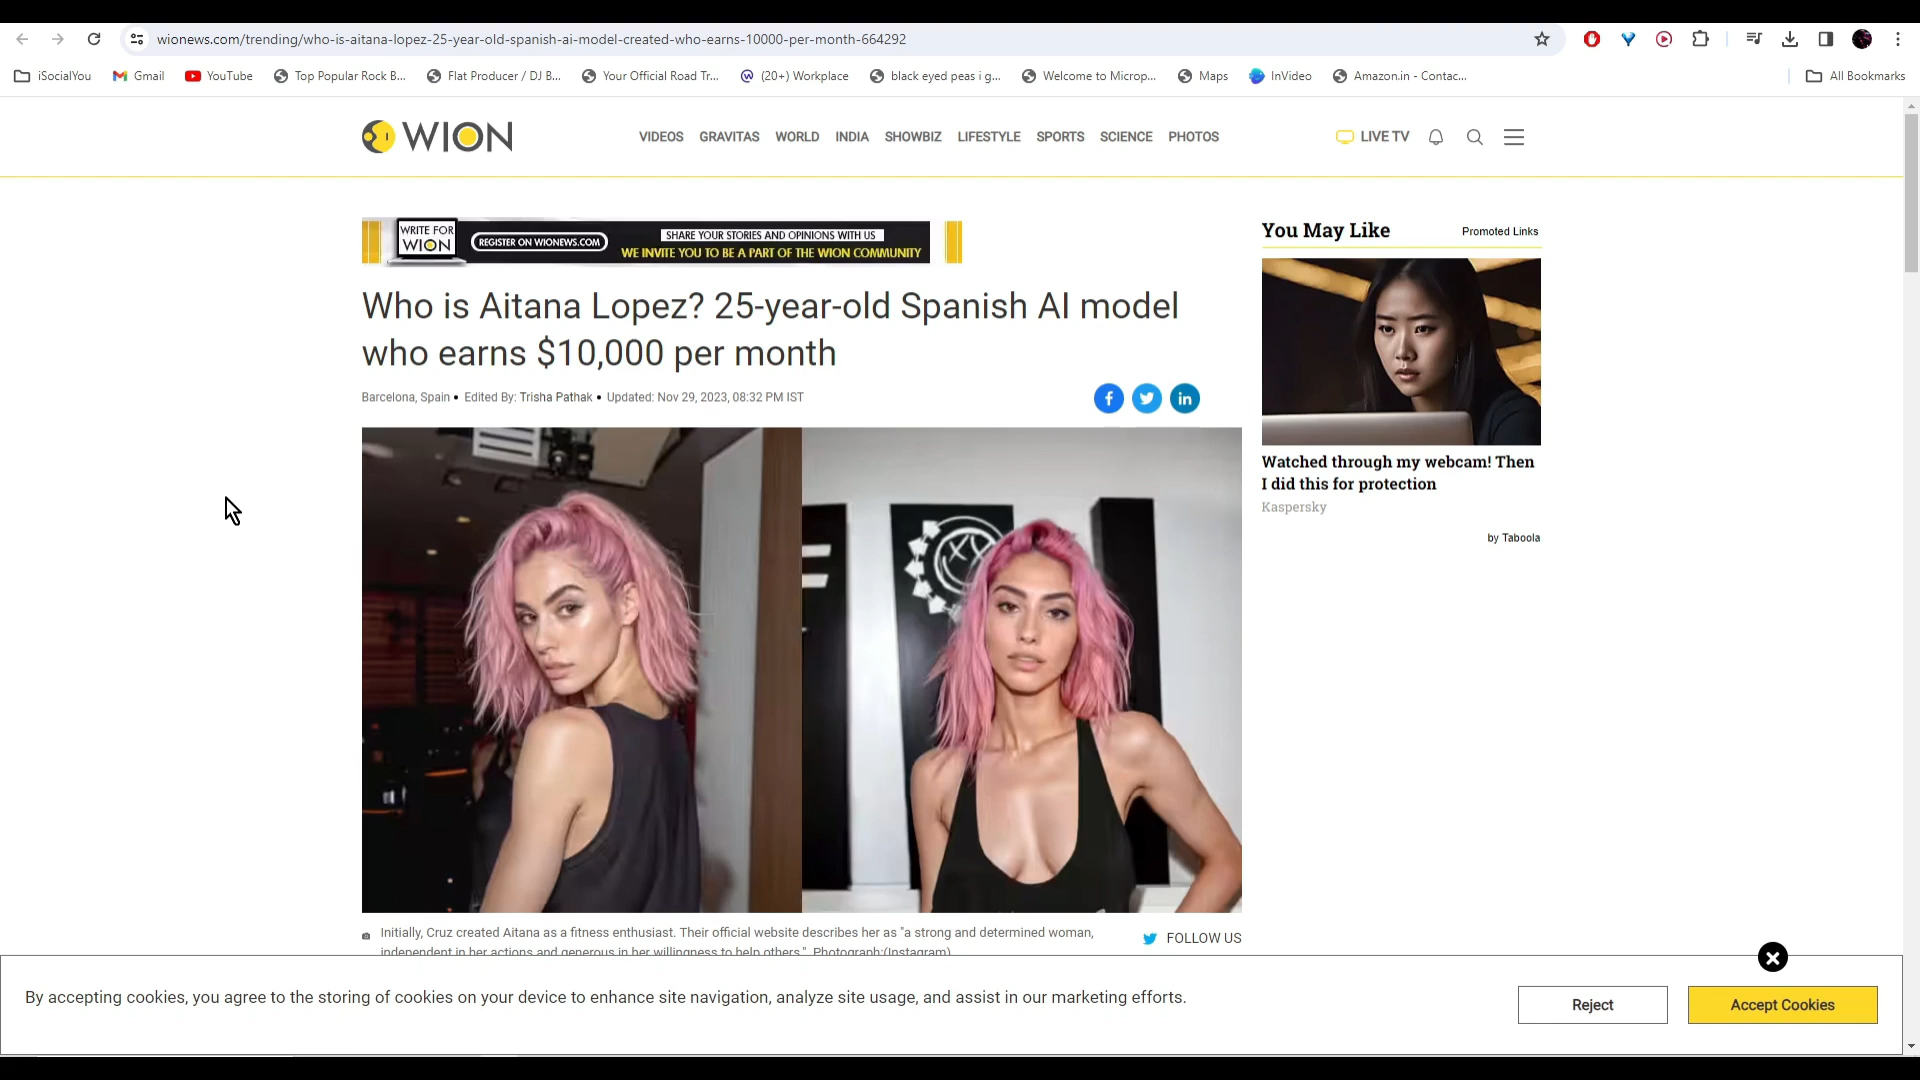 wionews.com/trending/who-is-aitana-lopez-25-year-old-spanish-ai-model-created-who-earns-10000-per-month-664292
iSocialYou
Gmail
YouTube
Top Popular Rock B...
Flat Producer / DJ B...
Your Official Road Tr...
(20+) Workplace
black eyed peas i g...
Welcome to Microp...
Maps
InVideo
Amazon.in - Contac...
All Bookmarks
WION
VIDEOS GRAVITAS WORLD INDIA SHOWBIZ LIFESTYLE SPORTS SCIENCE PHOTOS
LIVE TV
WRITE FOR
WION
REGISTER ON WIONEWS.COM
SHARE YOUR STORIES AND OPINIONS WITH US
WE INVITE YOU TO BE A PART OF THE WION COMMUNITY
Who is Aitana Lopez? 25-year-old Spanish AI model
who earns $10,000 per month
Barcelona, Spain • Edited By: Trisha Pathak • Updated: Nov 29, 2023, 08:32 PM IST
You May Like
Promoted Links
Watched through my webcam! Then
I did this for protection
Kaspersky
by Taboola
Initially, Cruz created Aitana as a fitness enthusiast. Their official website describes her as "a strong and determined woman,
independent in her actions and generous in her willingness to help others." Photograph:(Instagram)
FOLLOW US
By accepting cookies, you agree to the storing of cookies on your device to enhance site navigation, analyze site usage, and assist in our marketing efforts.
Reject
Accept Cookies